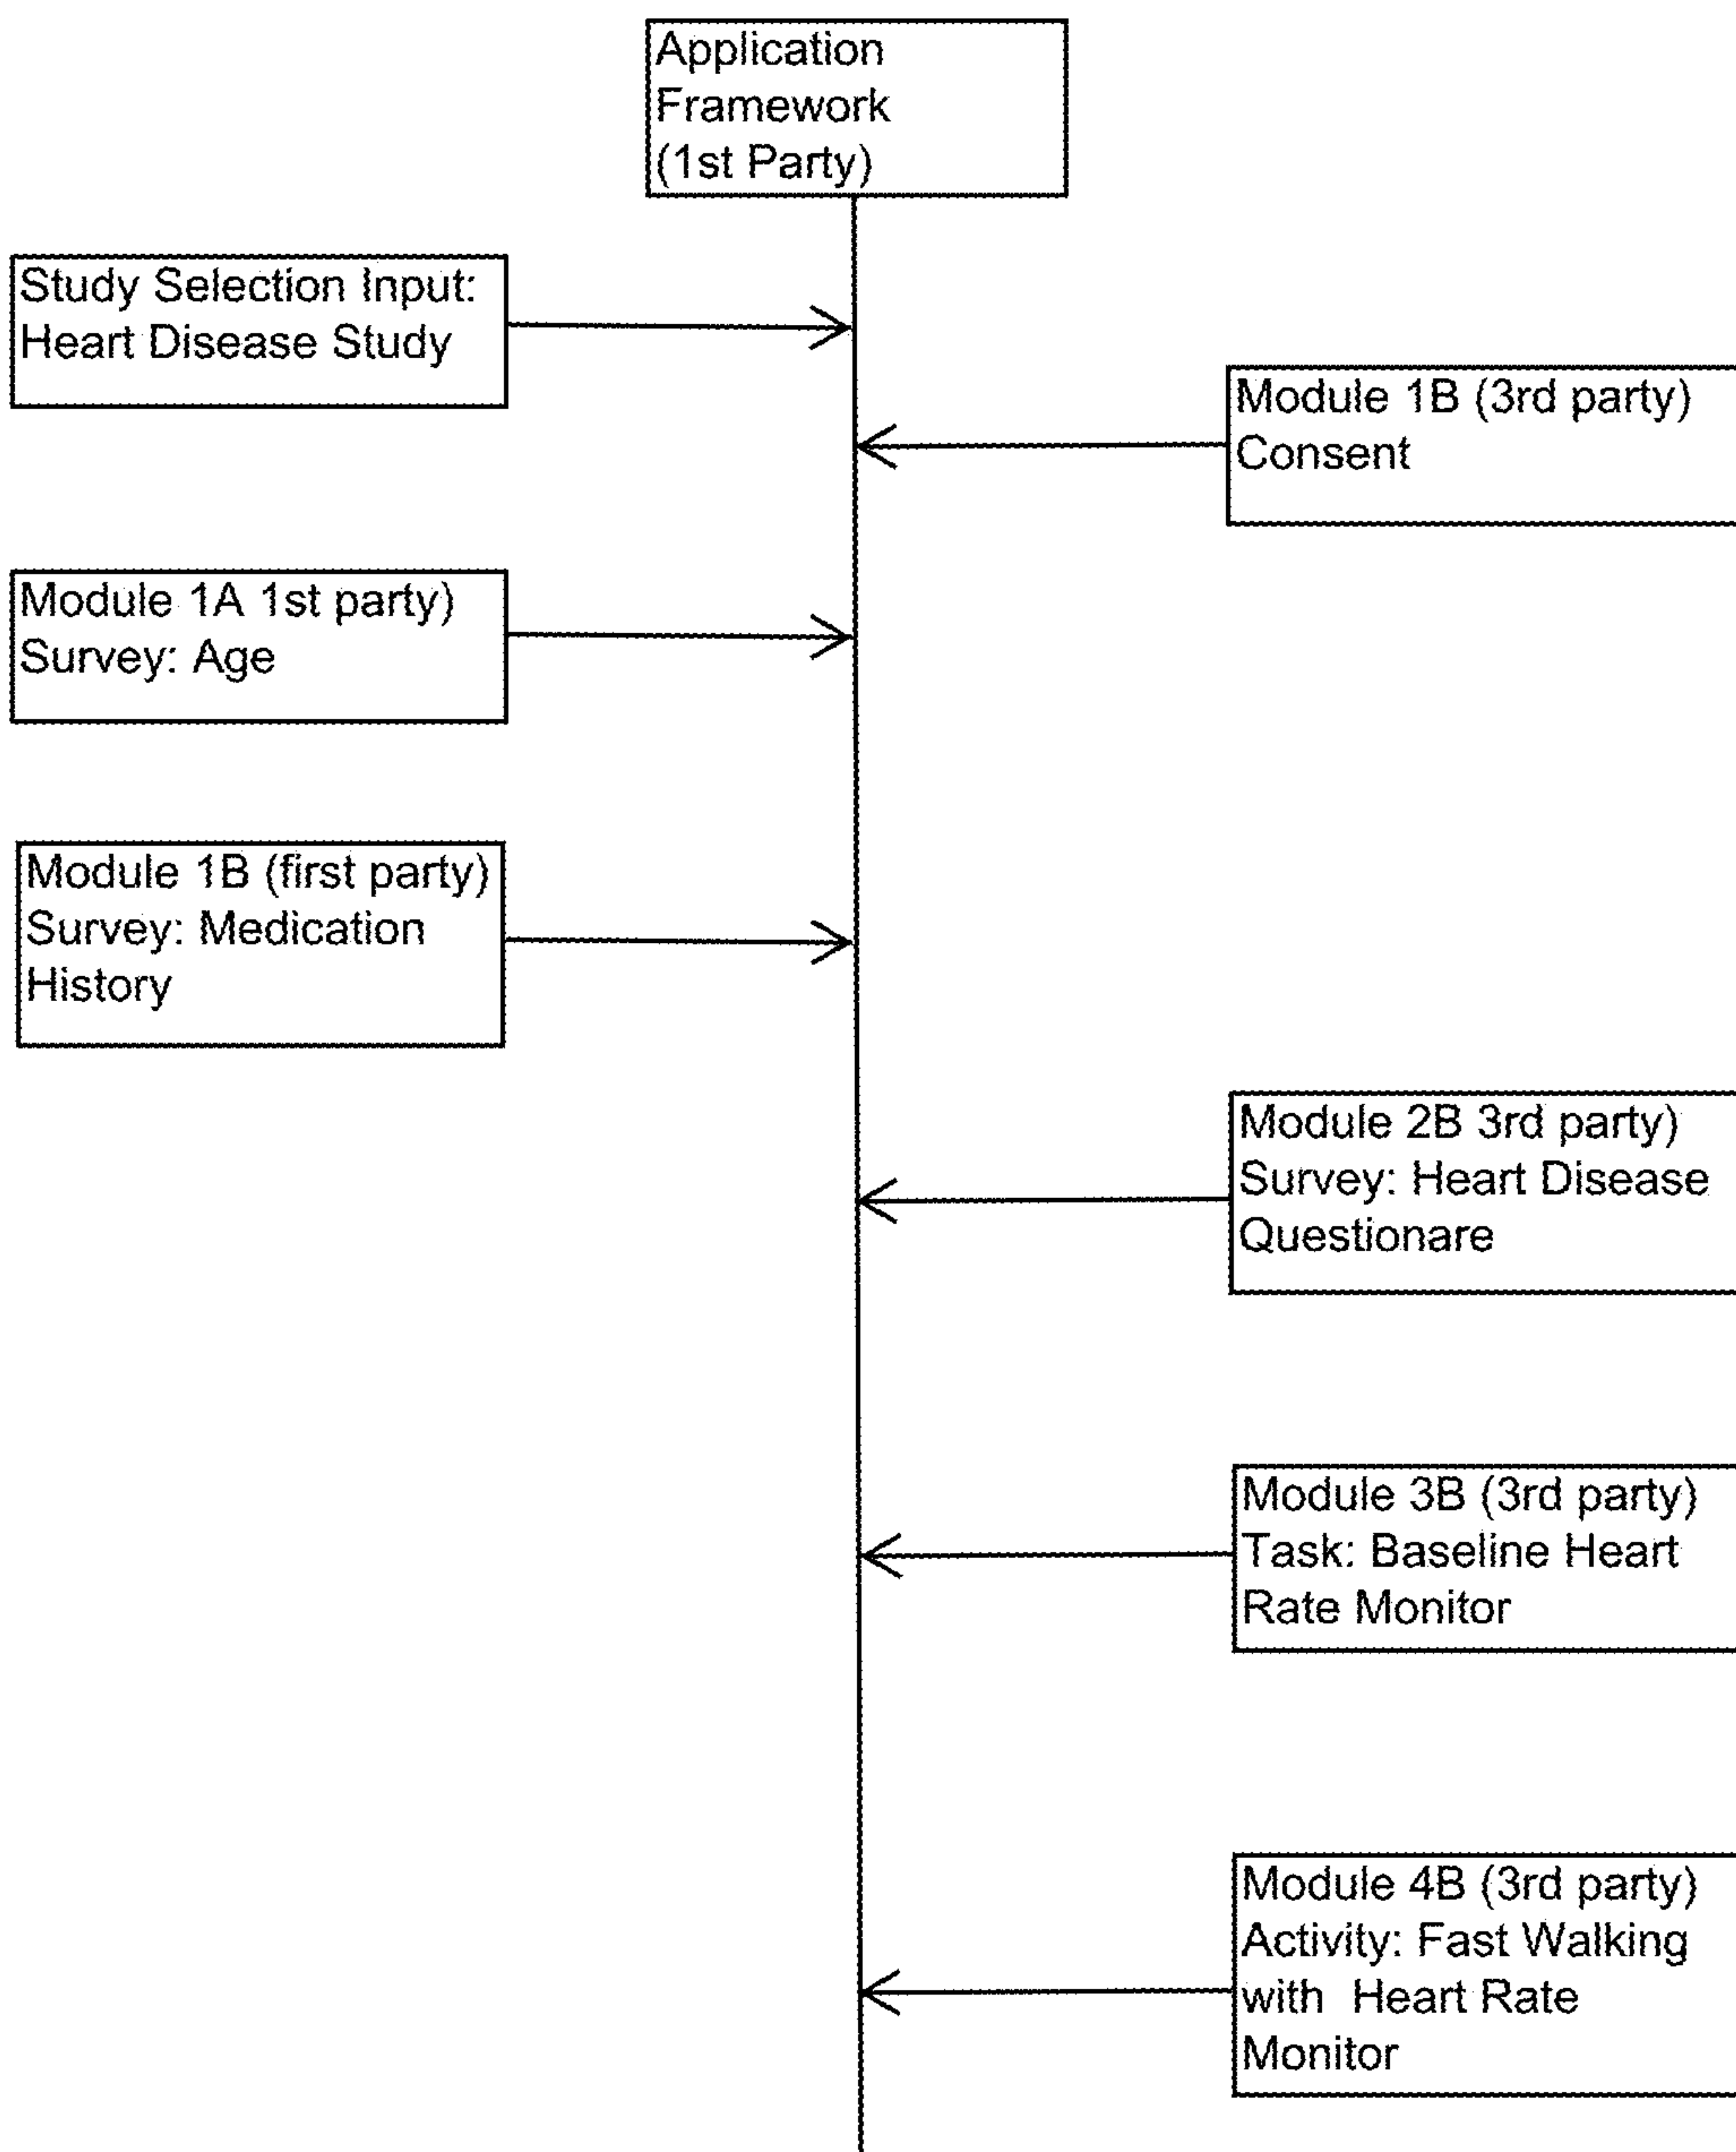 Application
Framework
(1st Party)
Study Selection Input:
Heart Disease Study
Module 1B (3rd party)
Consent
Module 1A 1st party)
Survey: Age
Module 1B (first party)
Survey: Medication
History
Module 2B 3rd party)
Survey: Heart Disease
Questionare
Module 3B (3rd party)
Task: Baseline Heart
Rate Monitor
Module 4B (3rd party)
Activity: Fast Walking
with Heart Rate
Monitor